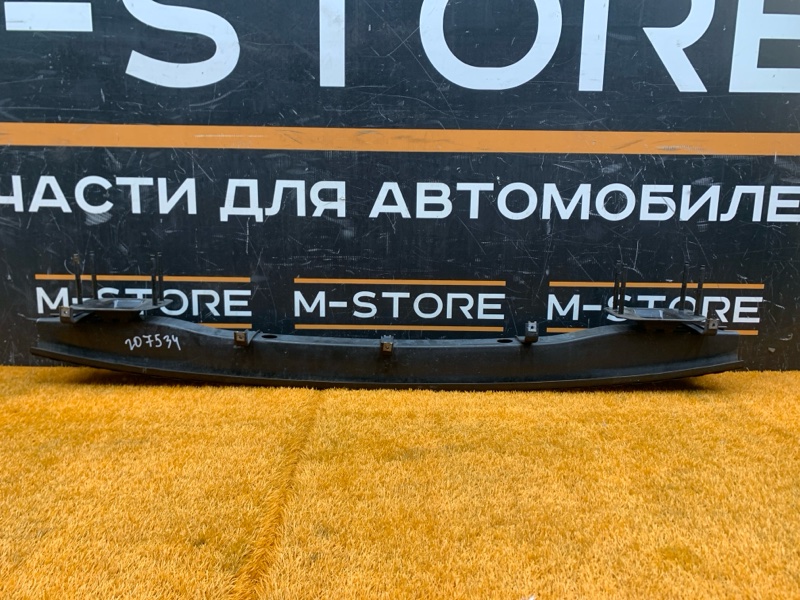 M-STORE
ЧАСТИ ДЛЯ АВТОМОБИЛЕ
M-STORE M-STORE M-STORE
207534